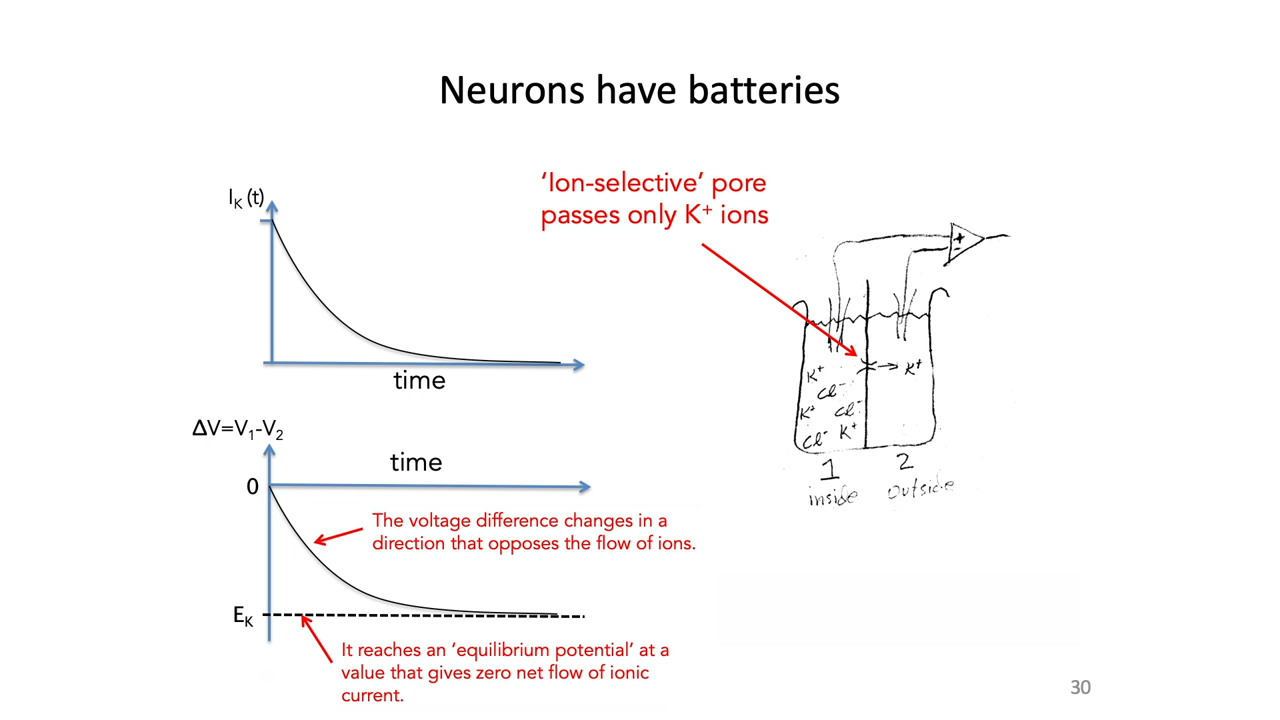 Neurons have batteries
I_K (t)
time
ΔV=V₁-V₂
time
0
The voltage difference changes in a
direction that opposes the flow of ions.
E_K
It reaches an ‘equilibrium potential’ at a
value that gives zero net flow of ionic
current.
‘Ion-selective’ pore
passes only K⁺ ions
+
-
K⁺
K⁺
Cl⁻
K⁺ Cl⁻
Cl⁻ K⁺
1 2
inside outside
30